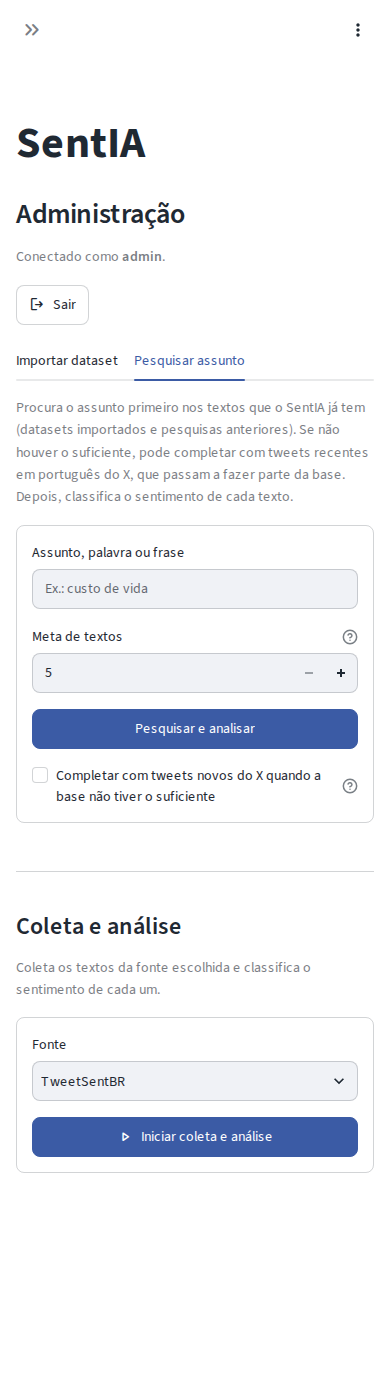 SentIA
Administração
Conectado como admin.
Sair
Importar dataset Pesquisar assunto
Procura o assunto primeiro nos textos que o SentIA já tem
(datasets importados e pesquisas anteriores). Se não
houver o suficiente, pode completar com tweets recentes
em português do X, que passam a fazer parte da base.
Depois, classifica o sentimento de cada texto.
Assunto, palavra ou frase
Ex.: custo de vida
Meta de textos
5
Pesquisar e analisar
Completar com tweets novos do X quando a
base não tiver o suficiente
Coleta e análise
Coleta os textos da fonte escolhida e classifica o
sentimento de cada um.
Fonte
TweetSentBR
Iniciar coleta e análise